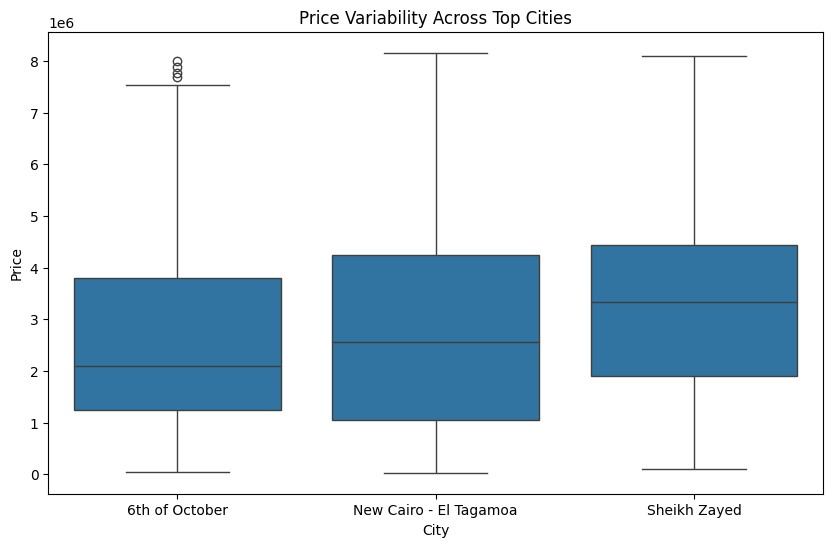 Price Variability Across Top Cities
1e6
8
7
6
5
4
3
2
1
0
Price
6th of October
New Cairo - El Tagamoa
Sheikh Zayed
City